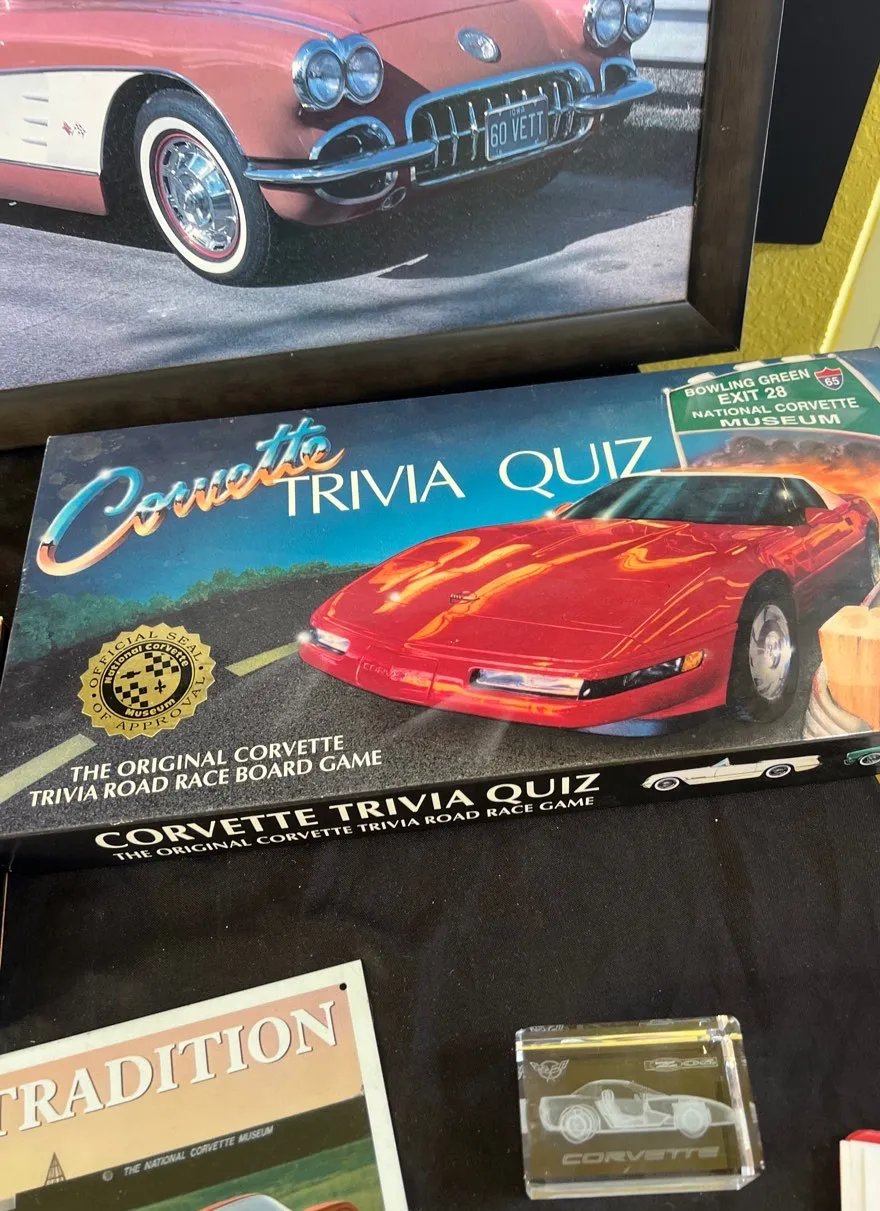 IOWA
60 VETT
BOWLING GREEN
65
EXIT 28
NATIONAL CORVETTE
MUSEUM
Corvette
TRIVIA QUIZ
OFFICIAL SEAL
National Corvette
Museum
OF APPROVAL
THE ORIGINAL CORVETTE
TRIVIA ROAD RACE BOARD GAME
CORVETTE TRIVIA QUIZ
THE ORIGINAL CORVETTE TRIVIA ROAD RACE GAME
TRADITION
THE NATIONAL CORVETTE MUSEUM
Z06
CORVETTE